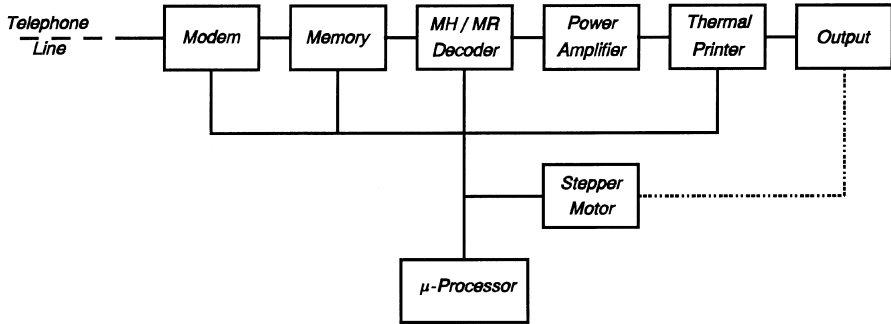 Telephone
Line
Modem
Memory
MH / MR
Decoder
Power
Amplifier
Thermal
Printer
Output
Stepper
Motor
μ-Processor